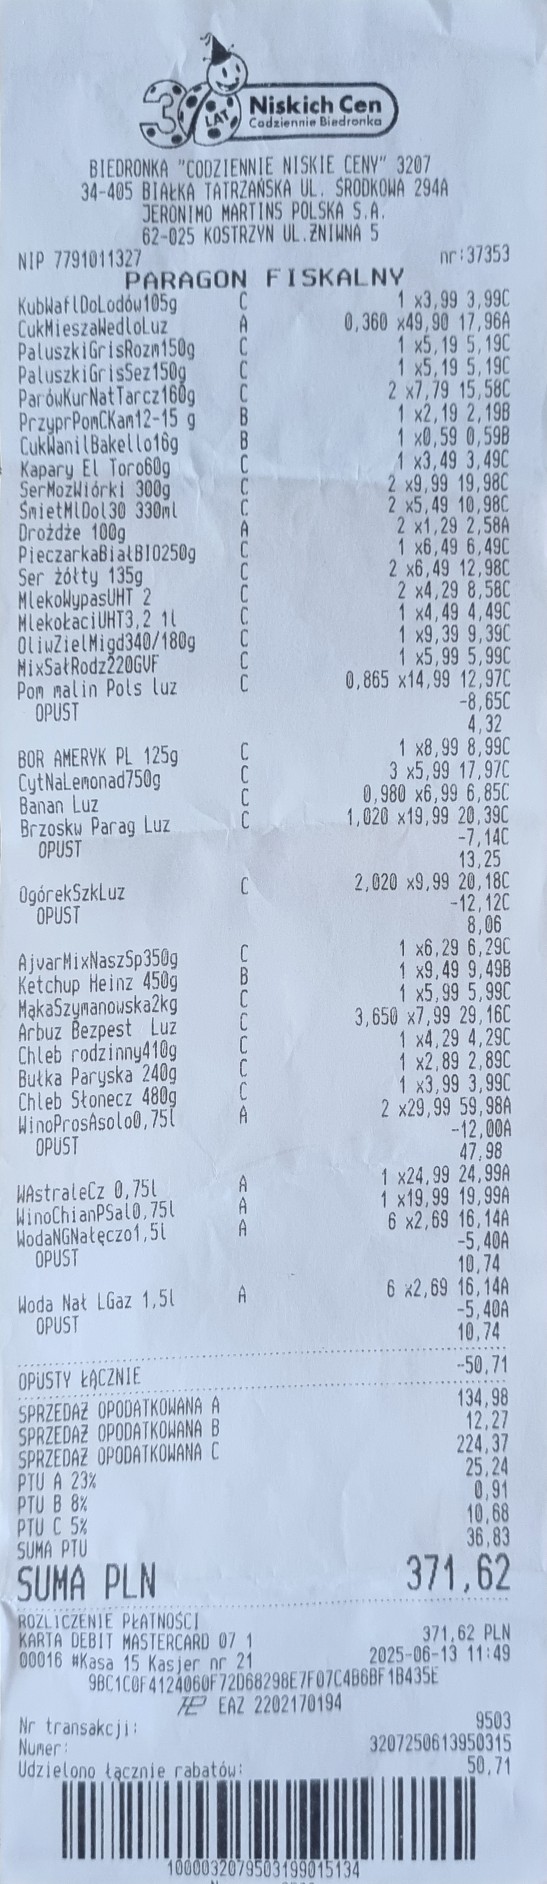 30 LAT
Niskich Cen
Codziennie Biedronka
BIEDRONKA "CODZIENNIE NISKIE CENY" 3207
34-405 BIAŁKA TATRZAŃSKA UL. ŚRODKOWA 294A
JERONIMO MARTINS POLSKA S.A.
62-025 KOSTRZYN UL.ŻNIWNA 5
NIP 7791011327 nr:37353
PARAGON FISKALNY
KubWaflDoLodów105g C 1 x3,99 3,99C
CukMieszaWedloLuz A 0,360 x49,90 17,96A
PaluszkiGrisRozm150g C 1 x5,19 5,19C
PaluszkiGrisSez150g C 1 x5,19 5,19C
ParówKurNatTarcz160g C 2 x7,79 15,58C
PrzyprPomCKam12-15 g B 1 x2,19 2,19B
CukWanilBakello16g B 1 x0,59 0,59B
Kapary El Toro60g C 1 x3,49 3,49C
SerMozWiórki 300g C 2 x9,99 19,98C
ŚmietMlDol30 330ml C 2 x5,49 10,98C
Drożdże 100g A 2 x1,29 2,58A
PieczarkaBiałBIO250g C 1 x6,49 6,49C
Ser żółty 135g C 2 x6,49 12,98C
MlekoWypasUHT 2 C 2 x4,29 8,58C
MlekoŁaciUHT3,2 1l C 1 x4,49 4,49C
OliwZielMigd340/180g C 1 x9,39 9,39C
MixSałRodz220GVF C 1 x5,99 5,99C
Pom malin Pols luz C 0,865 x14,99 12,97C
OPUST -8,65C
4,32
BOR AMERYK PL 125g C 1 x8,99 8,99C
CytNaLemonad750g C 3 x5,99 17,97C
Banan Luz C 0,980 x6,99 6,85C
Brzoskw Parag Luz C 1,020 x19,99 20,39C
OPUST -7,14C
13,25
OgórekSzkLuz C 2,020 x9,99 20,18C
OPUST -12,12C
8,06
AjvarMixNaszSp350g C 1 x6,29 6,29C
Ketchup Heinz 450g B 1 x9,49 9,49B
MąkaSzymanowska2kg C 1 x5,99 5,99C
Arbuz Bezpest Luz C 3,650 x7,99 29,16C
Chleb rodzinny410g C 1 x4,29 4,29C
Bułka Paryska 240g C 1 x2,89 2,89C
Chleb Słonecz 480g C 1 x3,99 3,99C
WinoProsAsolo0,75l A 2 x29,99 59,98A
OPUST -12,00A
47,98
WAstraleCz 0,75l A 1 x24,99 24,99A
WinoChianPSal0,75l A 1 x19,99 19,99A
WodaNGNałęczo1,5l A 6 x2,69 16,14A
OPUST -5,40A
10,74
Woda Nał LGaz 1,5l A 6 x2,69 16,14A
OPUST -5,40A
10,74
OPUSTY ŁĄCZNIE -50,71
SPRZEDAŻ OPODATKOWANA A 134,98
SPRZEDAŻ OPODATKOWANA B 12,27
SPRZEDAŻ OPODATKOWANA C 224,37
PTU A 23% 25,24
PTU B 8% 0,91
PTU C 5% 10,68
SUMA PTU 36,83
SUMA PLN 371,62
ROZLICZENIE PŁATNOŚCI
KARTA DEBIT MASTERCARD 07 1 371,62 PLN
00016 #Kasa 15 Kasjer nr 21 2025-06-13 11:49
9BC1C0F4124060F72D68298E7F07C4B6BF1B435E
EAZ 2202170194
Nr transakcji: 9503
Numer: 3207250613950315
Udzielono łącznie rabatów: 50,71
1000032079503199015134